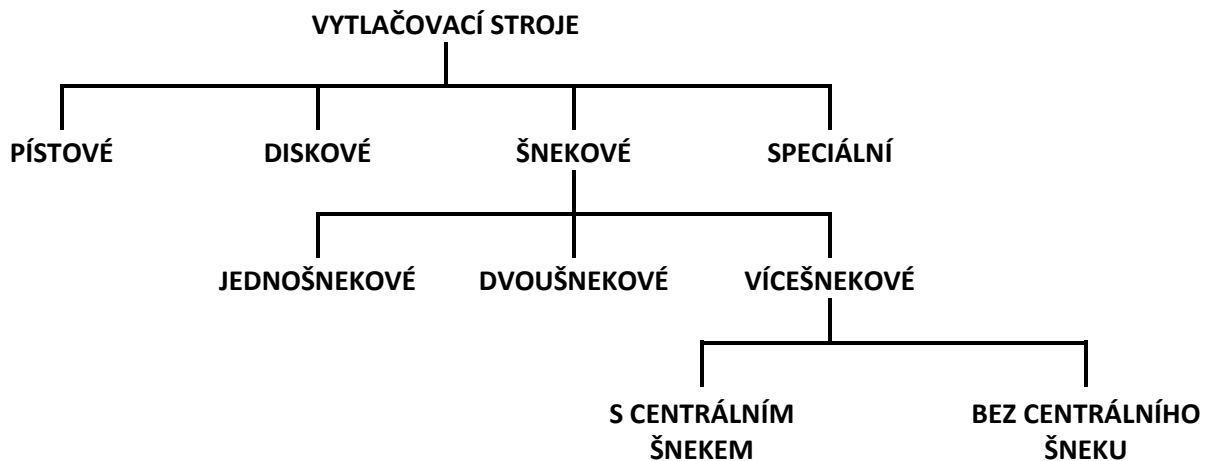 VYTLAČOVACÍ STROJE
PÍSTOVÉ DISKOVÉ ŠNEKOVÉ SPECIÁLNÍ
JEDNOŠNEKOVÉ DVOUŠNEKOVÉ VÍCEŠNEKOVÉ
S CENTRÁLNÍM
ŠNEKEM
BEZ CENTRÁLNÍHO
ŠNEKU